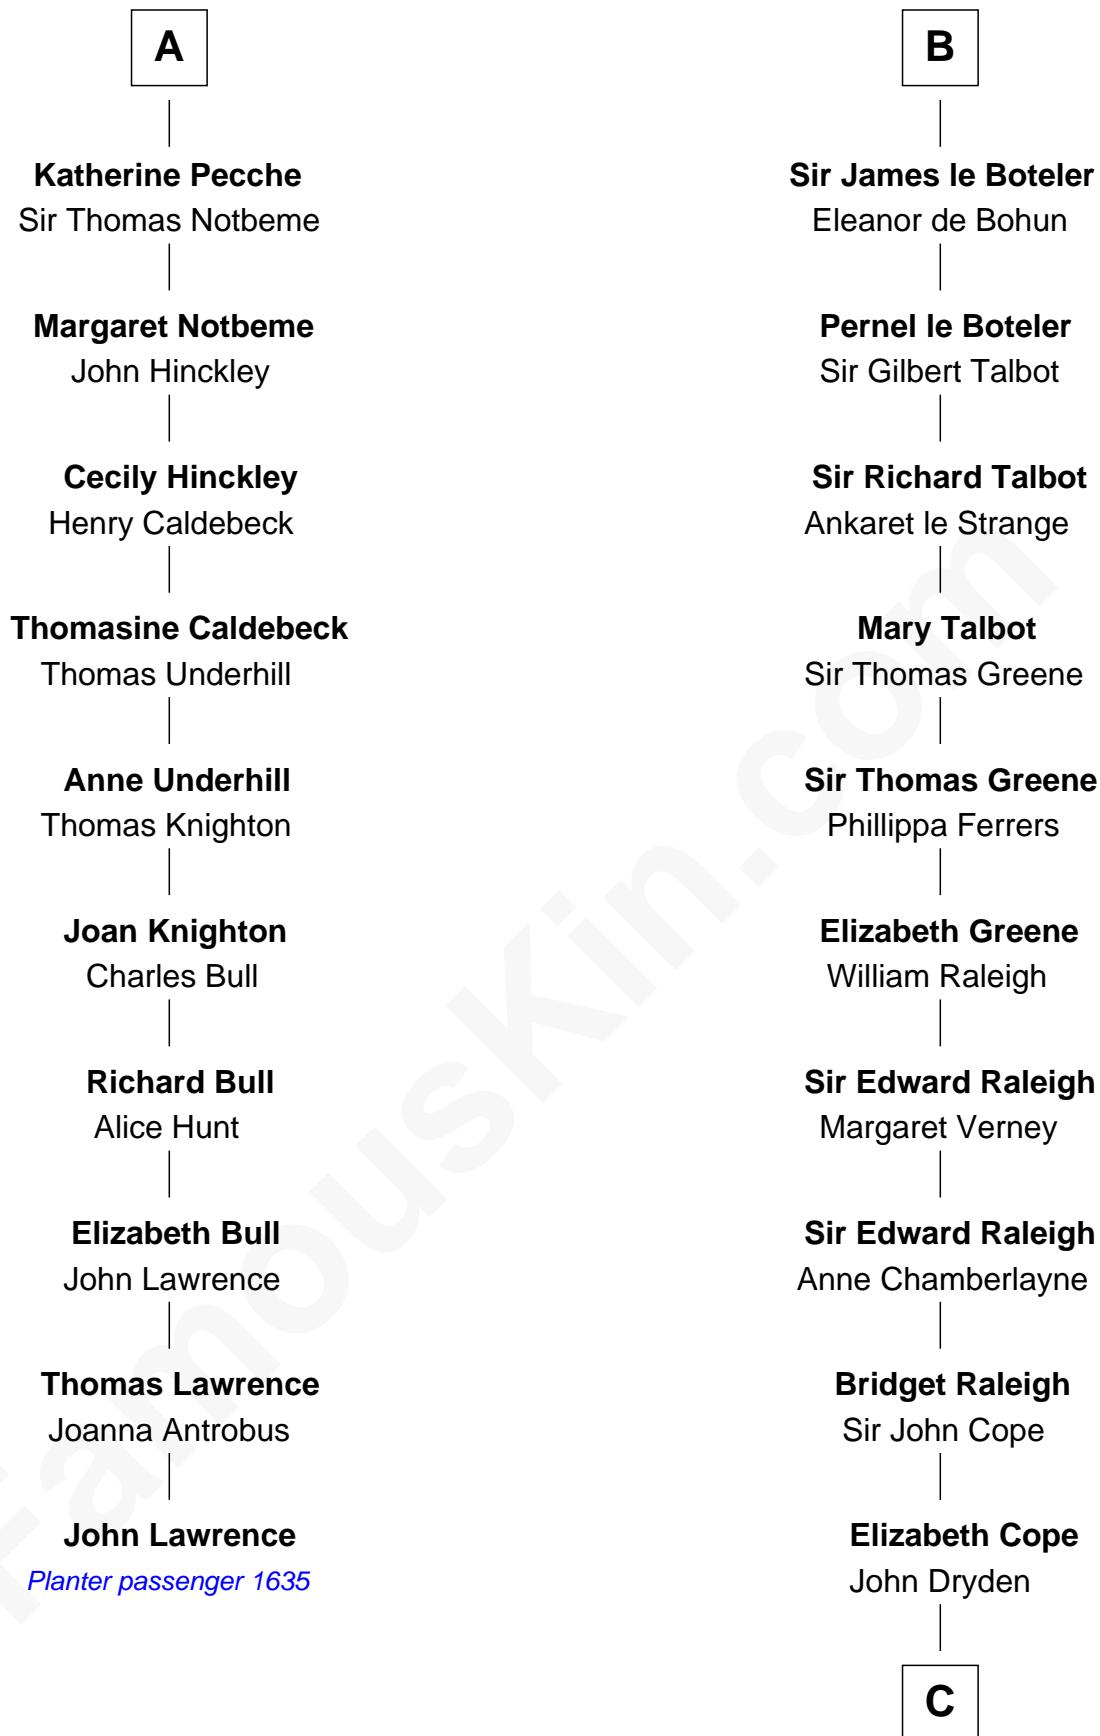 A
Katherine Pecche
Sir Thomas Notbeme
Margaret Notbeme
John Hinckley
Cecily Hinckley
Henry Caldebeck
Thomasine Caldebeck
Thomas Underhill
Anne Underhill
Thomas Knighton
Joan Knighton
Charles Bull
Richard Bull
Alice Hunt
Elizabeth Bull
John Lawrence
Thomas Lawrence
Joanna Antrobus
John Lawrence
Planter passenger 1635
B
Sir James le Boteler
Eleanor de Bohun
Pernel le Boteler
Sir Gilbert Talbot
Sir Richard Talbot
Ankaret le Strange
Mary Talbot
Sir Thomas Greene
Sir Thomas Greene
Phillippa Ferrers
Elizabeth Greene
William Raleigh
Sir Edward Raleigh
Margaret Verney
Sir Edward Raleigh
Anne Chamberlayne
Bridget Raleigh
Sir John Cope
Elizabeth Cope
John Dryden
C
FamousKin.com